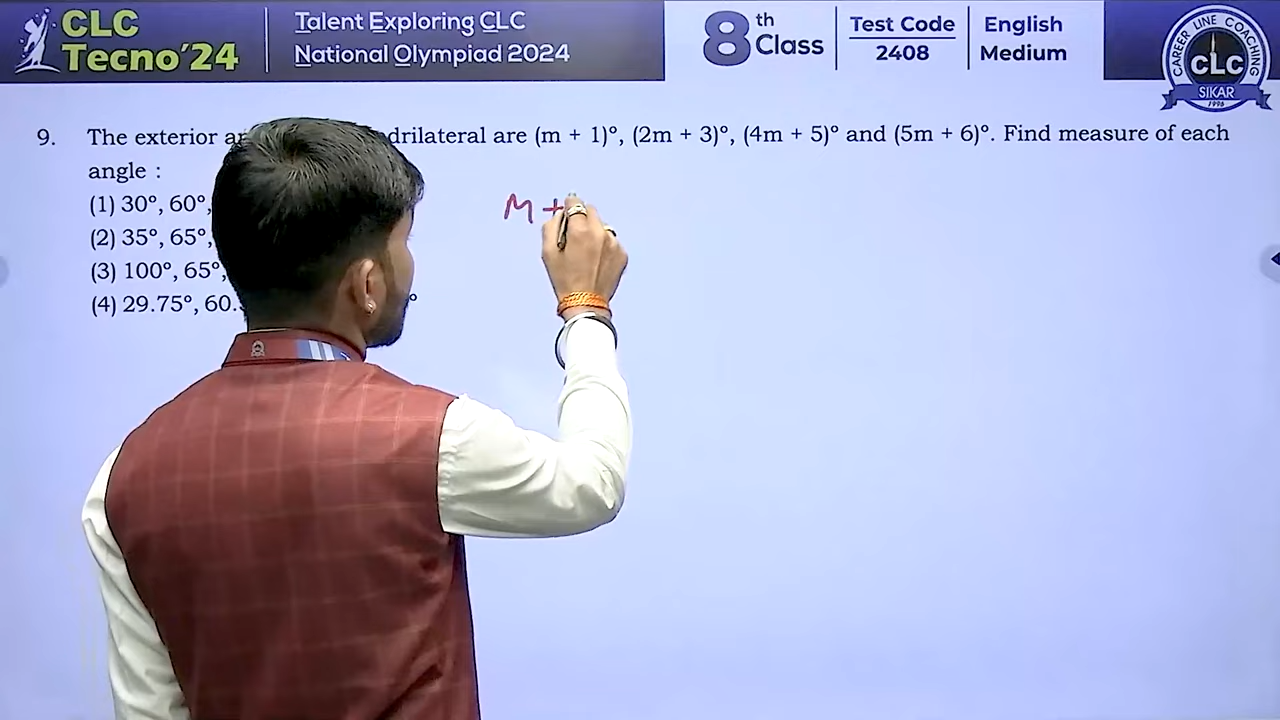 CLC
Tecno'24
Talent Exploring CLC
National Olympiad 2024
8th Class
Test Code
2408
English
Medium
CAREER LINE COACHING
CLC
SIKAR
1996
9. The exterior are (m + 1)°, (2m + 3)°, (4m + 5)° and (5m + 6)°. Find measure of each
angle :
(1) 30°, 60°,
(2) 35°, 65°,
(3) 100°, 65°,
(4) 29.75°, 60.
M +